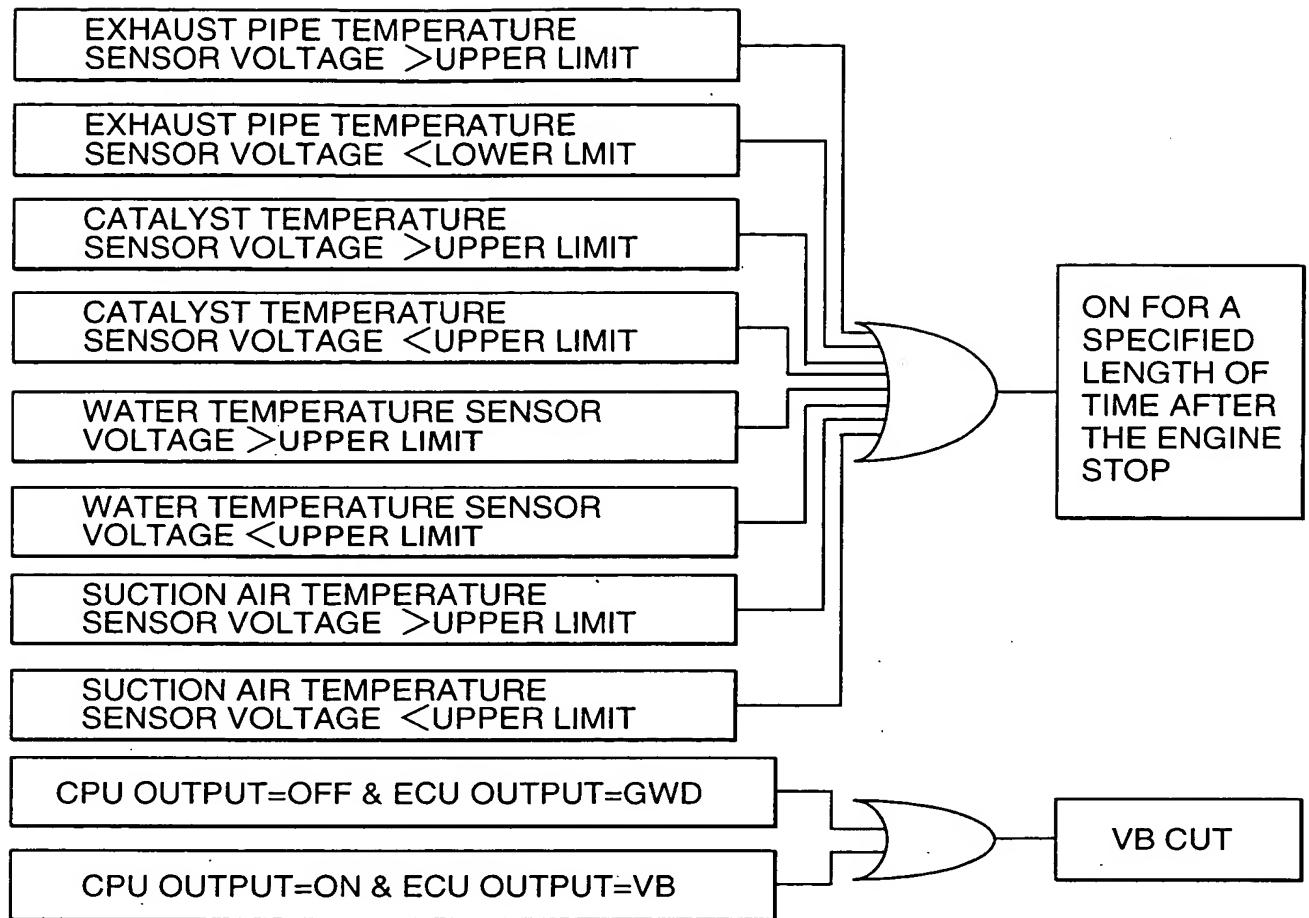 EXHAUST PIPE TEMPERATURE
SENSOR VOLTAGE >UPPER LIMIT
EXHAUST PIPE TEMPERATURE
SENSOR VOLTAGE <LOWER LMIT
CATALYST TEMPERATURE
SENSOR VOLTAGE >UPPER LIMIT
CATALYST TEMPERATURE
SENSOR VOLTAGE <UPPER LIMIT
WATER TEMPERATURE SENSOR
VOLTAGE >UPPER LIMIT
WATER TEMPERATURE SENSOR
VOLTAGE <UPPER LIMIT
SUCTION AIR TEMPERATURE
SENSOR VOLTAGE >UPPER LIMIT
SUCTION AIR TEMPERATURE
SENSOR VOLTAGE <UPPER LIMIT
ON FOR A
SPECIFIED
LENGTH OF
TIME AFTER
THE ENGINE
STOP
CPU OUTPUT=OFF & ECU OUTPUT=GWD
CPU OUTPUT=ON & ECU OUTPUT=VB
VB CUT